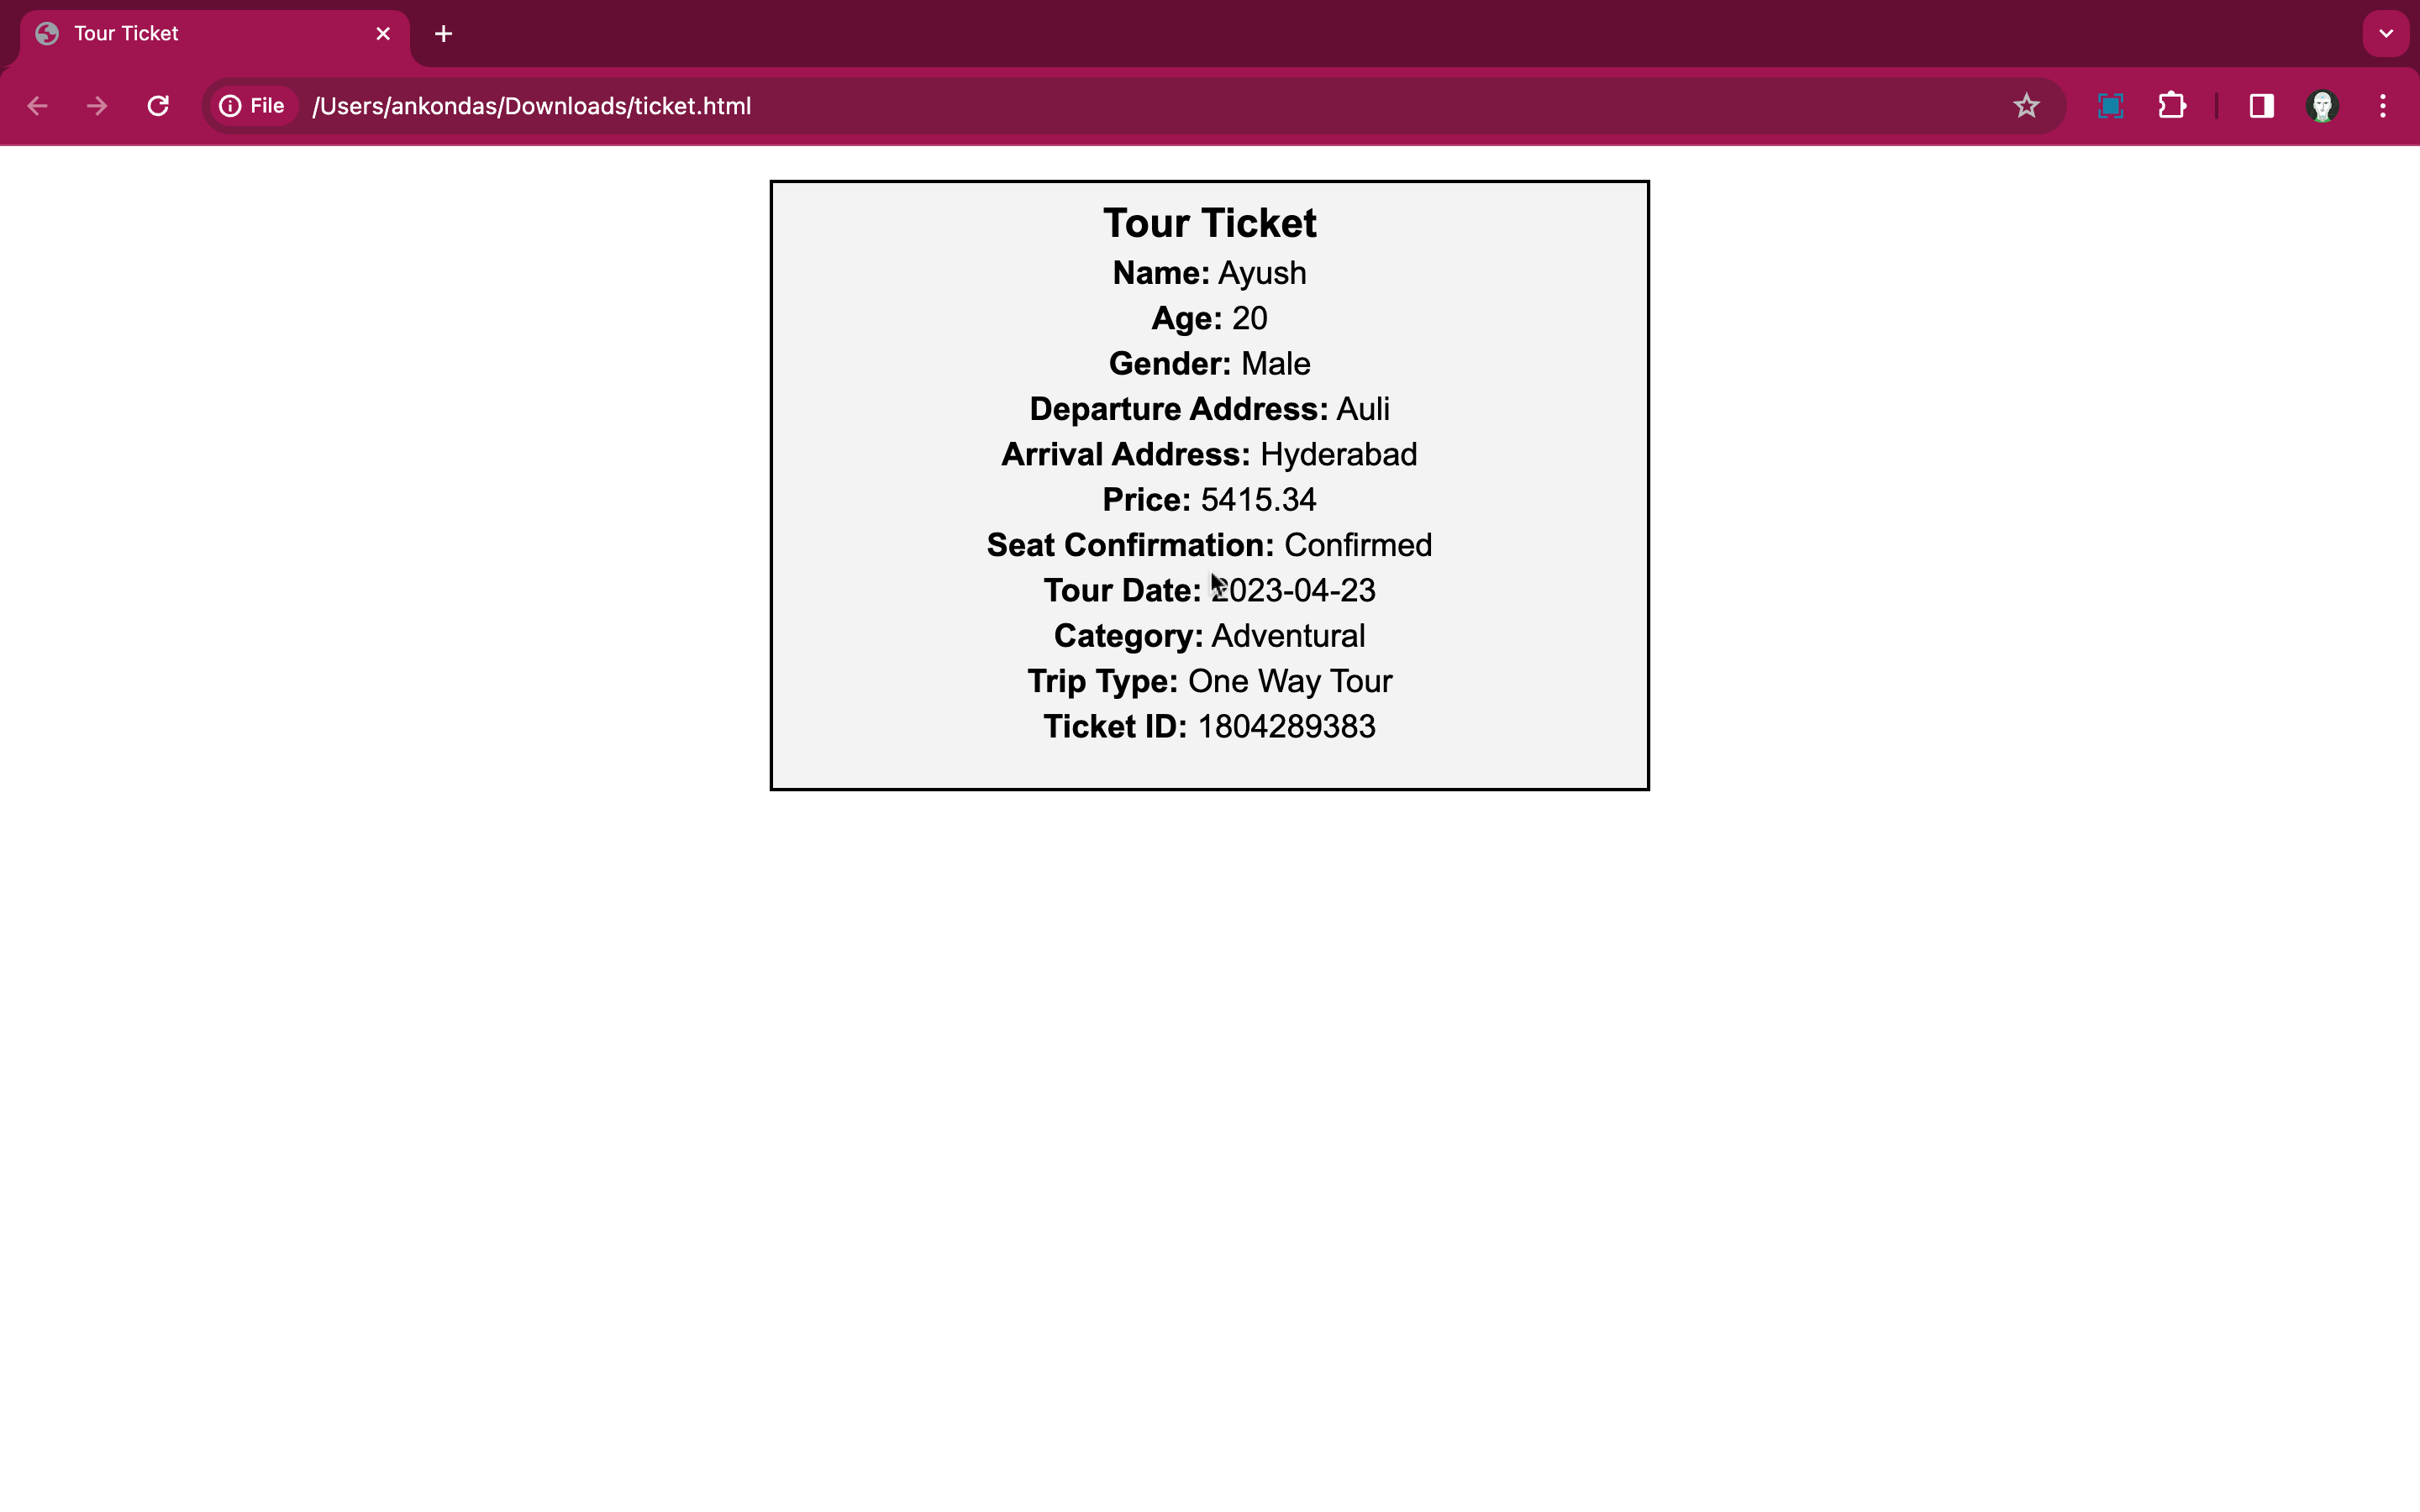 Tour Ticket
File /Users/ankondas/Downloads/ticket.html
Tour Ticket
Name: Ayush
Age: 20
Gender: Male
Departure Address: Auli
Arrival Address: Hyderabad
Price: 5415.34
Seat Confirmation: Confirmed
Tour Date: 2023-04-23
Category: Adventural
Trip Type: One Way Tour
Ticket ID: 1804289383